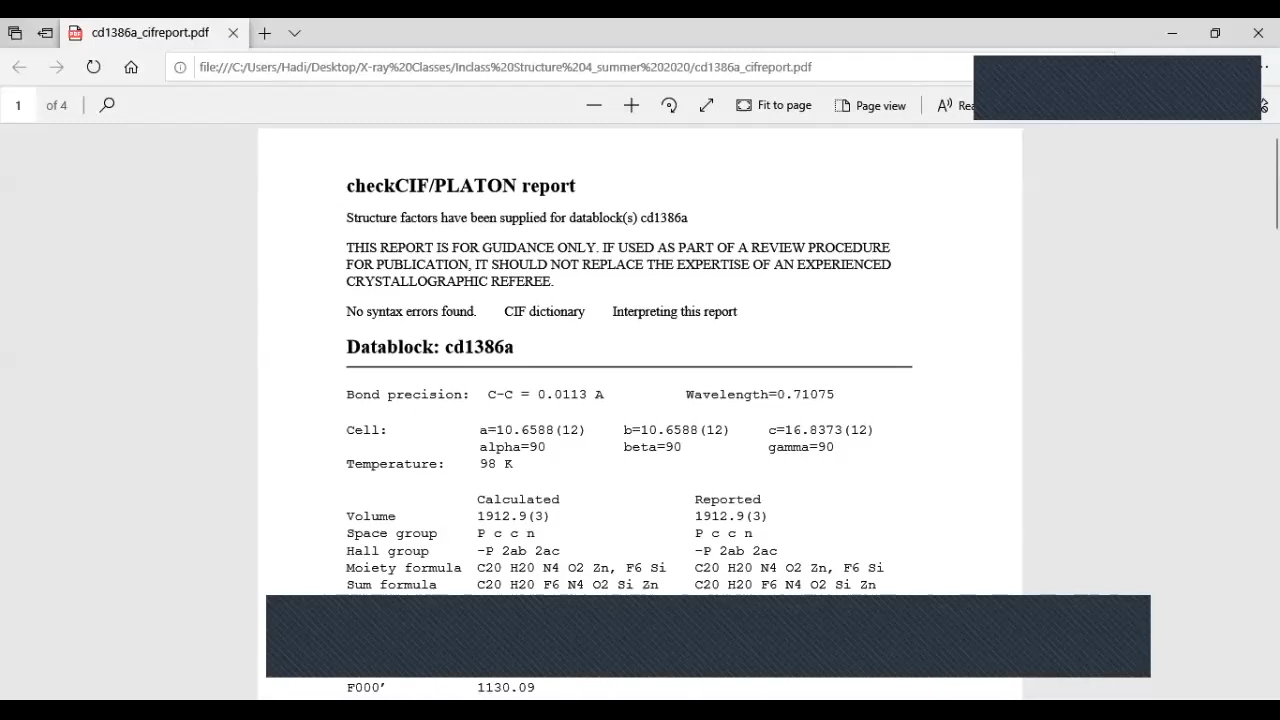 cd1386a_cifreport.pdf
file:///C:/Users/Hadi/Desktop/X-ray%20Classes/Inclass%20Structure%204_summer%202020/cd1386a_cifreport.pdf
1 of 4 Fit to page Page view
checkCIF/PLATON report
Structure factors have been supplied for datablock(s) cd1386a
THIS REPORT IS FOR GUIDANCE ONLY. IF USED AS PART OF A REVIEW PROCEDURE
FOR PUBLICATION, IT SHOULD NOT REPLACE THE EXPERTISE OF AN EXPERIENCED
CRYSTALLOGRAPHIC REFEREE.
No syntax errors found. CIF dictionary Interpreting this report
Datablock: cd1386a
Bond precision: C-C = 0.0113 A Wavelength=0.71075
Cell: a=10.6588(12) b=10.6588(12) c=16.8373(12)
alpha=90 beta=90 gamma=90
Temperature: 98 K
Calculated Reported
Volume 1912.9(3) 1912.9(3)
Space group P c c n P c c n
Hall group -P 2ab 2ac -P 2ab 2ac
Moiety formula C20 H20 N4 O2 Zn, F6 Si C20 H20 N4 O2 Zn, F6 Si
Sum formula C20 H20 F6 N4 O2 Si Zn C20 H20 F6 N4 O2 Si Zn
F000’ 1130.09